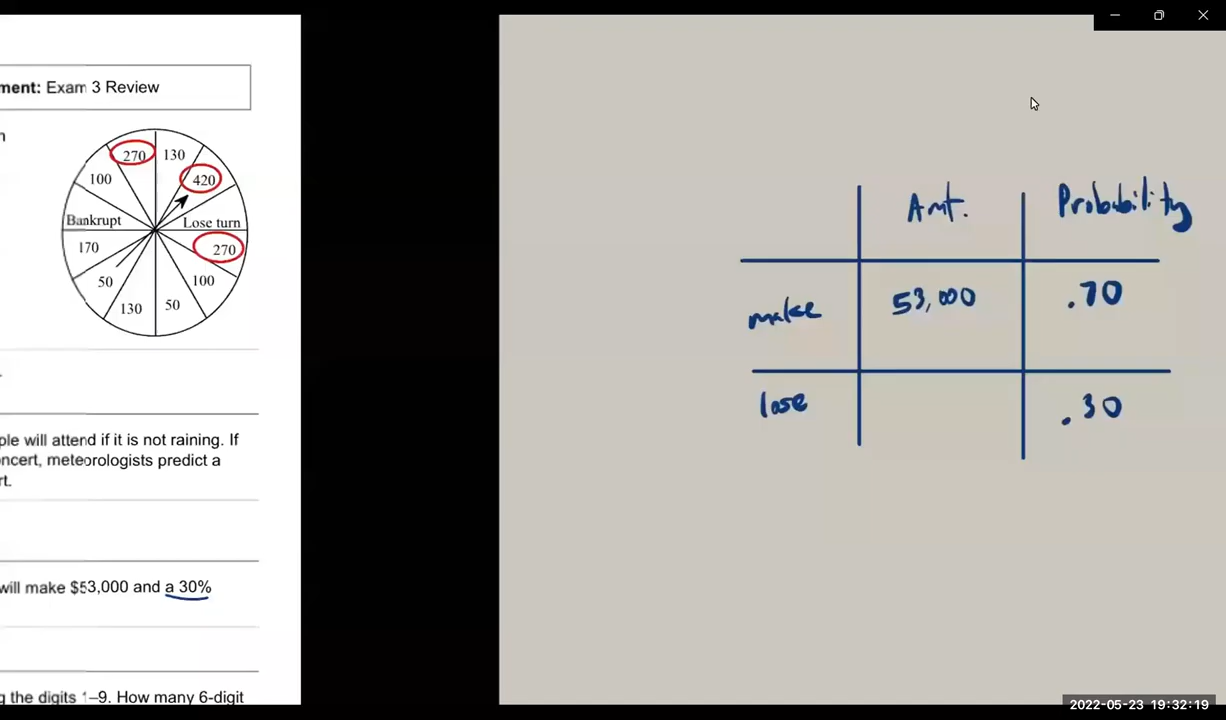 ment: Exam 3 Review
n
270
130
420
100
Bankrupt
Lose turn
170
270
50
100
130
50
ple will attend if it is not raining. If
oncert, meteorologists predict a
rt.
will make $53,000 and a 30%
g the digits 1–9. How many 6-digit
Amt. Probability
make 53,000 .70
lose .30
2022-05-23 19:32:19